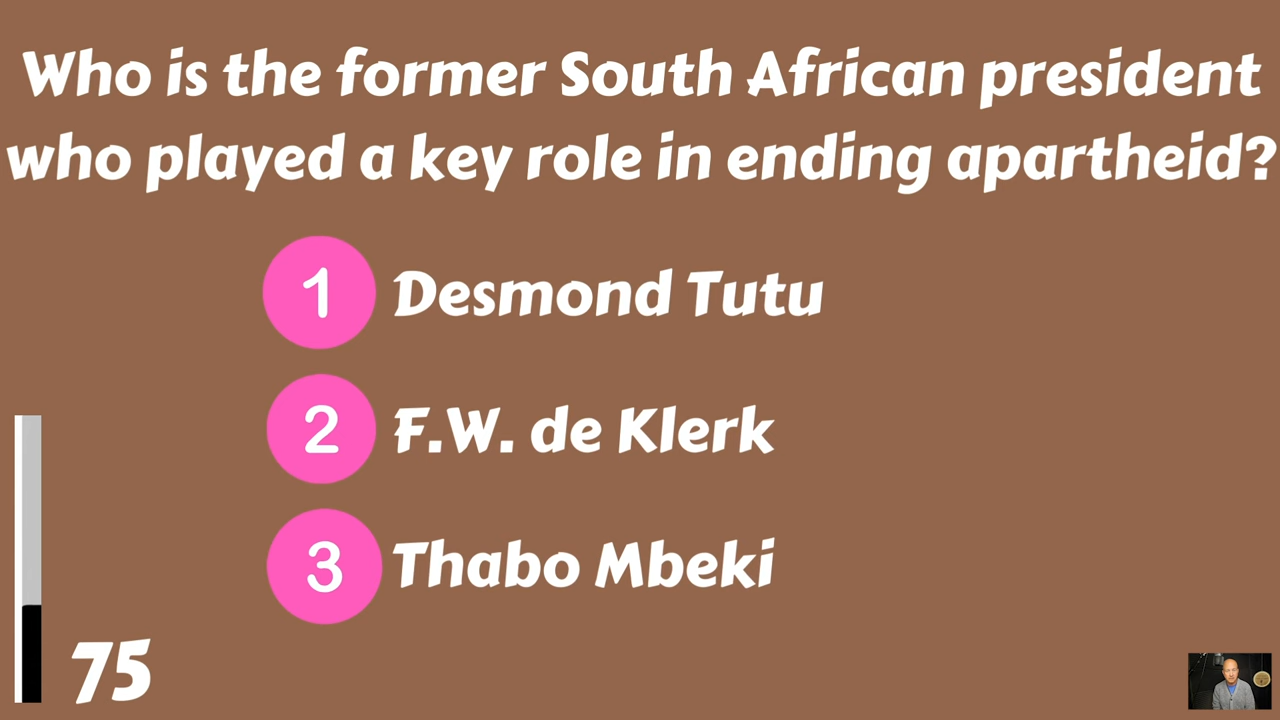 Who is the former South African president
who played a key role in ending apartheid?
1 Desmond Tutu
2 F.W. de Klerk
3 Thabo Mbeki
75